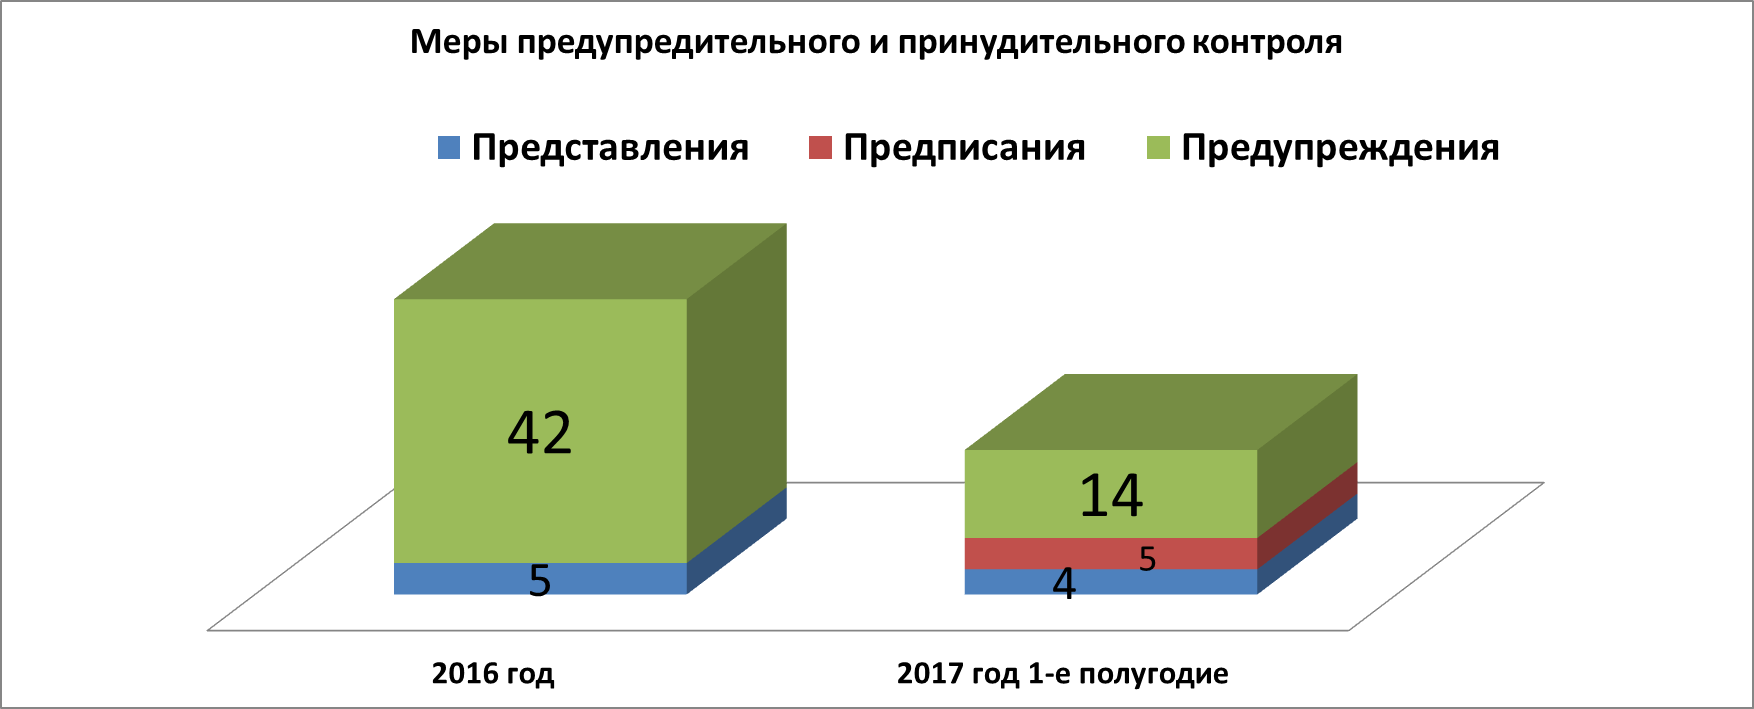 Меры предупредительного и принудительного контроля
Представления Предписания Предупреждения
42
5
14
5
4
2016 год 2017 год 1-е полугодие